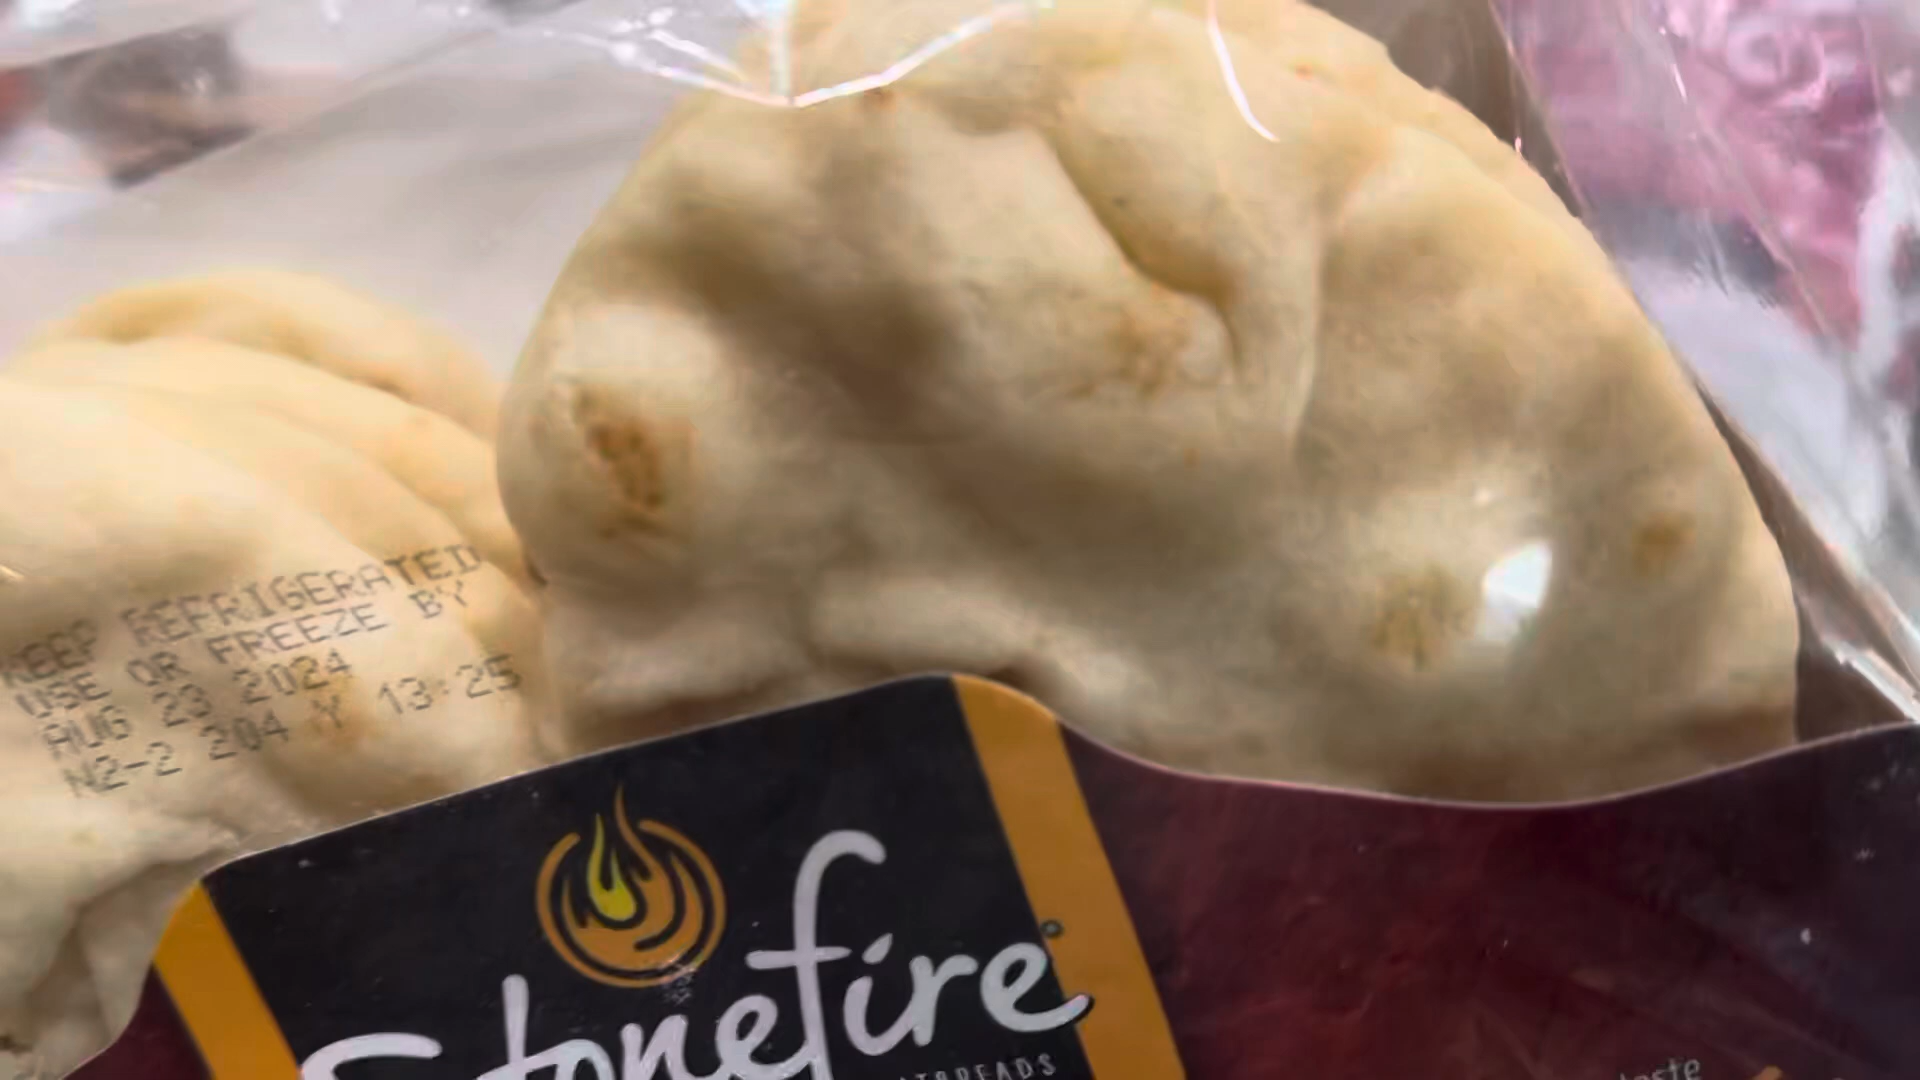 KEEP REFRIGERATED
USE OR FREEZE BY
AUG 23 2024
N2-2 204 Y 13:25
Stonefire